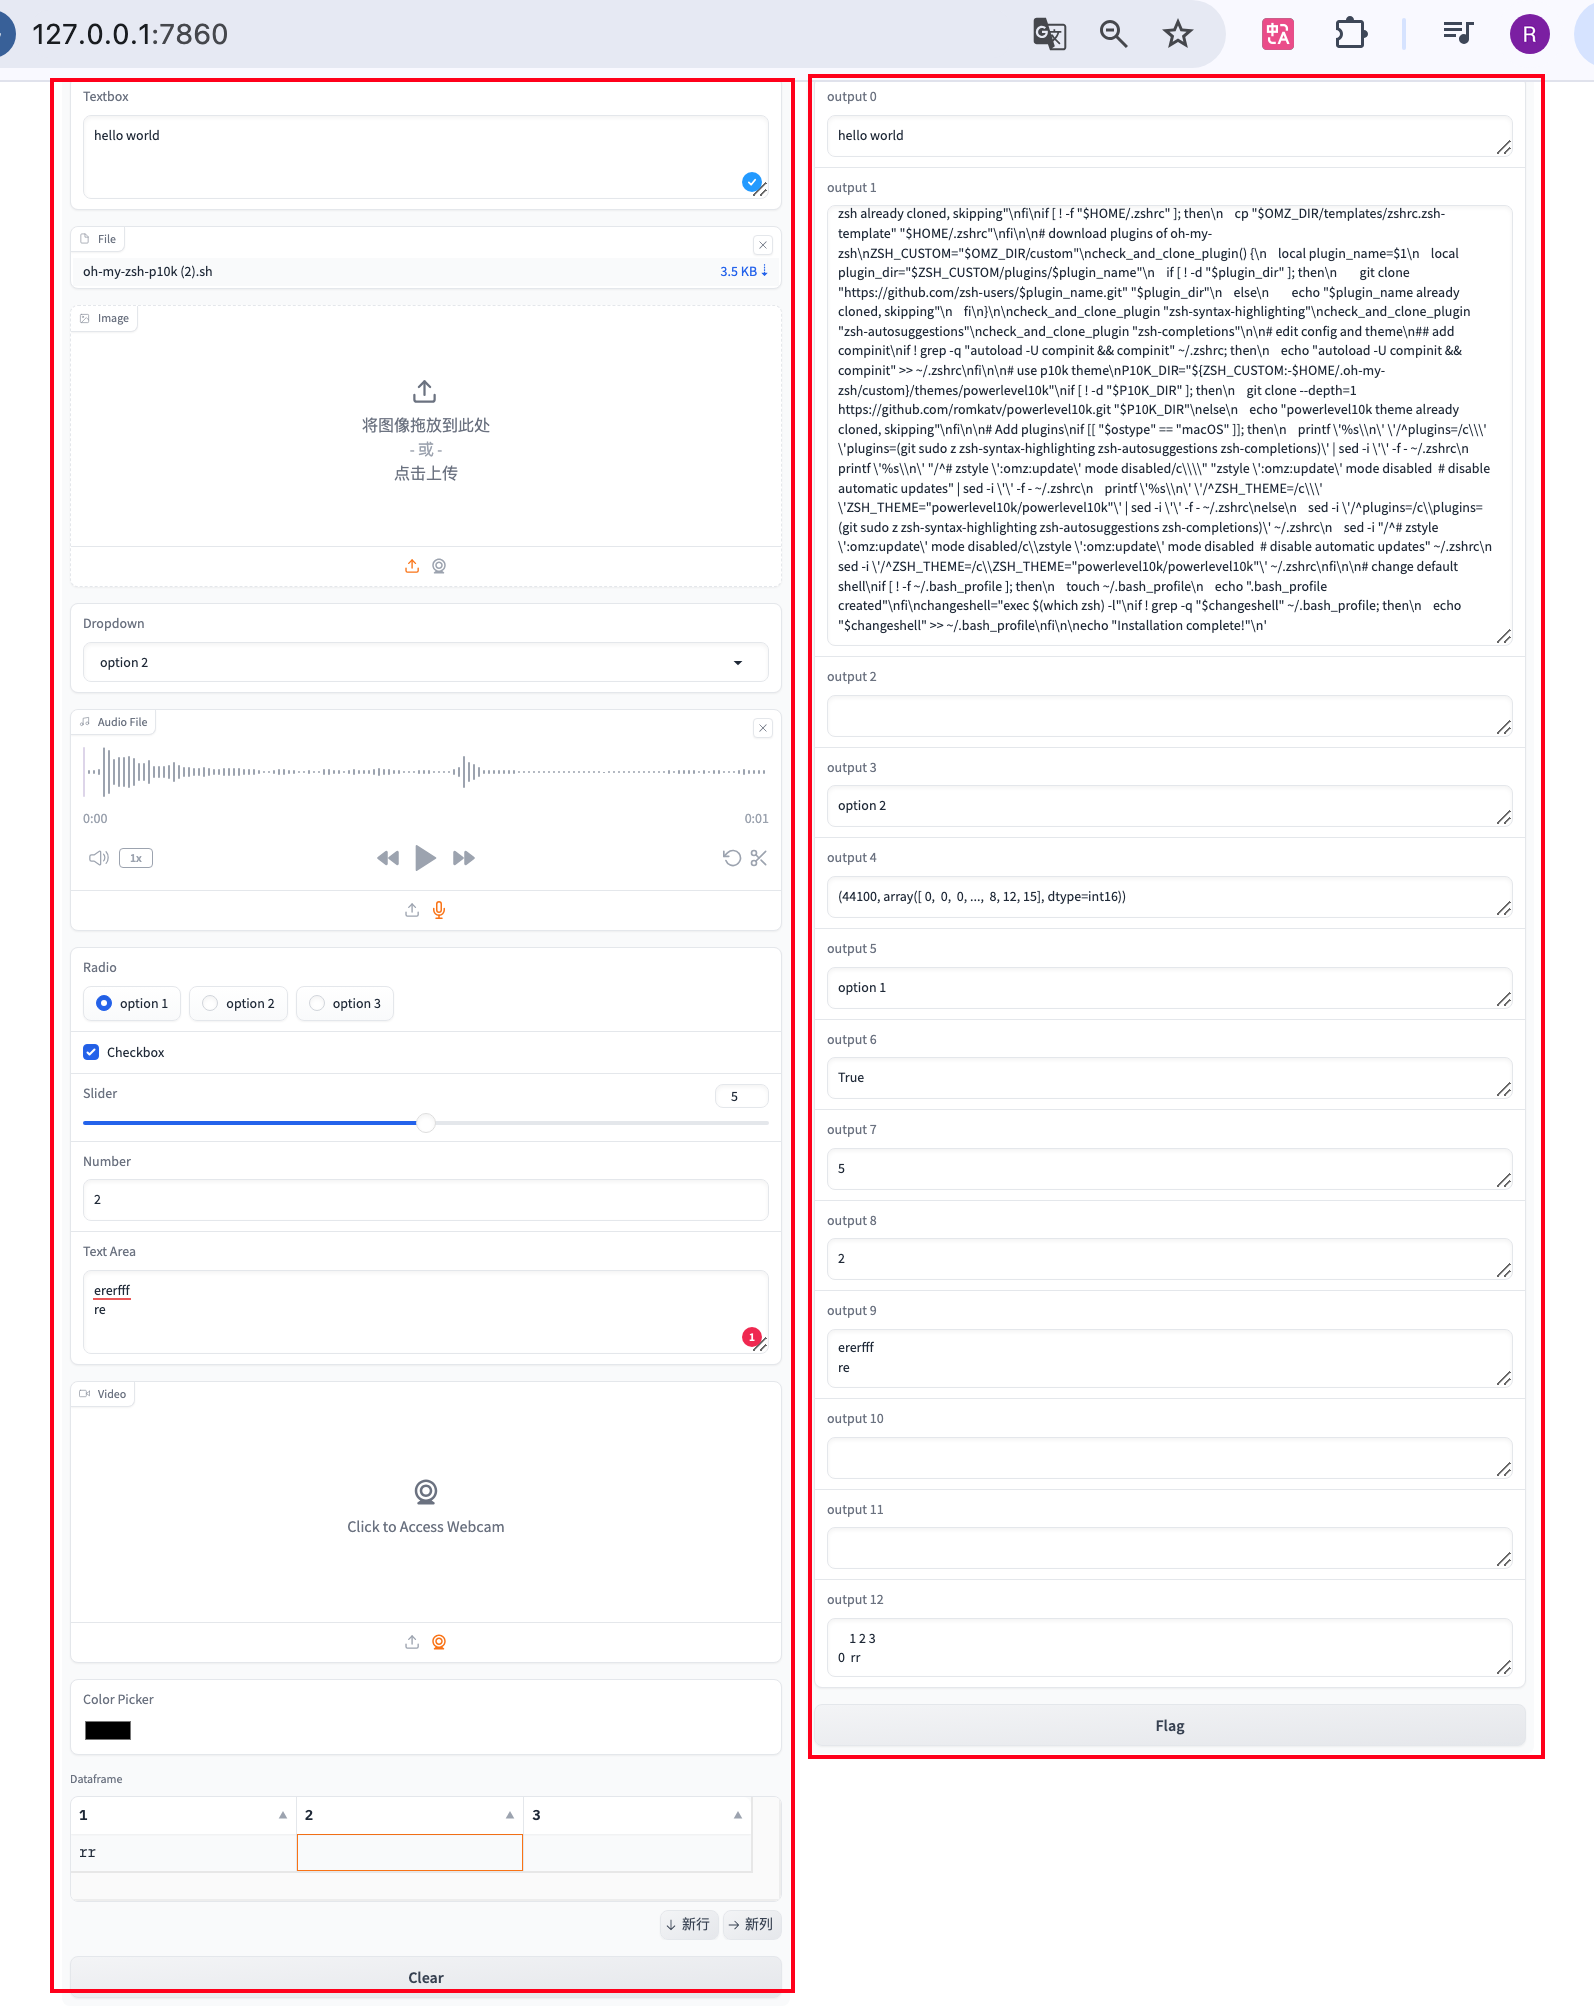 127.0.0.1:7860
R
Textbox
hello world
File
oh-my-zsh-p10k (2).sh
3.5 KB ↓
Image
将图像拖放到此处
- 或 -
点击上传
Dropdown
option 2
Audio File
0:00
0:01
1x
Radio
option 1
option 2
option 3
Checkbox
Slider
5
Number
2
Text Area
ererfff
re
1
Video
Click to Access Webcam
Color Picker
Dataframe
1
2
3
rr
↓ 新行
→ 新列
Clear
output 0
hello world
output 1
zsh already cloned, skipping"\nfi\nif [ ! -f "$HOME/.zshrc" ]; then\n    cp "$OMZ_DIR/templates/zshrc.zsh-
template" "$HOME/.zshrc"\nfi\n\n# download plugins of oh-my-
zsh\nZSH_CUSTOM="$OMZ_DIR/custom"\ncheck_and_clone_plugin() {\n    local plugin_name=$1\n    local
plugin_dir="$ZSH_CUSTOM/plugins/$plugin_name"\n    if [ ! -d "$plugin_dir" ]; then\n        git clone
"https://github.com/zsh-users/$plugin_name.git" "$plugin_dir"\n    else\n        echo "$plugin_name already
cloned, skipping"\n    fi\n}\n\ncheck_and_clone_plugin "zsh-syntax-highlighting"\ncheck_and_clone_plugin
"zsh-autosuggestions"\ncheck_and_clone_plugin "zsh-completions"\n\n# edit config and theme\n## add
compinit\nif ! grep -q "autoload -U compinit && compinit" ~/.zshrc; then\n    echo "autoload -U compinit &&
compinit" >> ~/.zshrc\nfi\n\n# use p10k theme\nP10K_DIR="${ZSH_CUSTOM:-$HOME/.oh-my-
zsh/custom}/themes/powerlevel10k"\nif [ ! -d "$P10K_DIR" ]; then\n    git clone --depth=1
https://github.com/romkatv/powerlevel10k.git "$P10K_DIR"\nelse\n    echo "powerlevel10k theme already
cloned, skipping"\nfi\n\n# Add plugins\nif [[ "$ostype" == "macOS" ]]; then\n    printf \'%s\\n\' \'/^plugins=/c\\\'
\'plugins=(git sudo z zsh-syntax-highlighting zsh-autosuggestions zsh-completions)\' | sed -i \'\' -f - ~/.zshrc\n
printf \'%s\\n\' "/^# zstyle \':omz:update\' mode disabled/c\\\\" "zstyle \':omz:update\' mode disabled  # disable
automatic updates" | sed -i \'\' -f - ~/.zshrc\n    printf \'%s\\n\' \'/^ZSH_THEME=/c\\\'
\'ZSH_THEME="powerlevel10k/powerlevel10k"\' | sed -i \'\' -f - ~/.zshrc\nelse\n    sed -i \'/^plugins=/c\\plugins=
(git sudo z zsh-syntax-highlighting zsh-autosuggestions zsh-completions)\' ~/.zshrc\n    sed -i "/^# zstyle
\':omz:update\' mode disabled/c\\zstyle \':omz:update\' mode disabled  # disable automatic updates" ~/.zshrc\n
sed -i \'/^ZSH_THEME=/c\\ZSH_THEME="powerlevel10k/powerlevel10k"\' ~/.zshrc\nfi\n\n# change default
shell\nif [ ! -f ~/.bash_profile ]; then\n    touch ~/.bash_profile\n    echo ".bash_profile
created"\nfi\nchangeshell="exec $(which zsh) -l"\nif ! grep -q "$changeshell" ~/.bash_profile; then\n    echo
"$changeshell" >> ~/.bash_profile\nfi\n\necho "Installation complete!"\n'
output 2
output 3
option 2
output 4
(44100, array([ 0,  0,  0, ...,  8, 12, 15], dtype=int16))
output 5
option 1
output 6
True
output 7
5
output 8
2
output 9
ererfff
re
output 10
output 11
output 12
1 2 3
0  rr
Flag